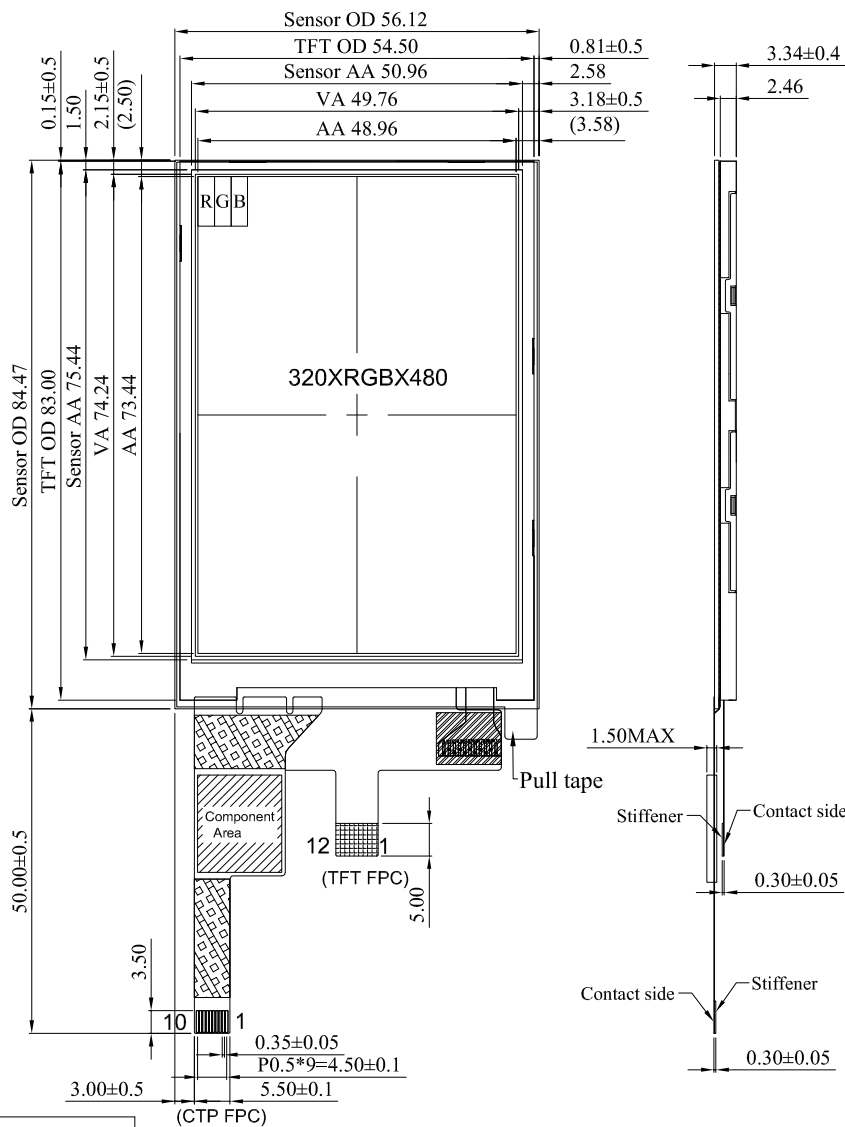 Sensor OD 56.12
TFT OD 54.50
0.81±0.5
3.34±0.4
Sensor AA 50.96
2.58
2.46
VA 49.76
3.18±0.5
AA 48.96
(3.58)
0.15±0.5
1.50
2.15±0.5
(2.50)
R G B
320XRGBX480
Sensor OD 84.47
TFT OD 83.00
Sensor AA 75.44
VA 74.24
AA 73.44
1.50MAX
Pull tape
Stiffener
Contact side
Component
Area
12
1
(TFT FPC)
5.00
0.30±0.05
50.00±0.5
3.50
10
1
Contact side
Stiffener
0.35±0.05
P0.5*9=4.50±0.1
0.30±0.05
3.00±0.5
5.50±0.1
(CTP FPC)